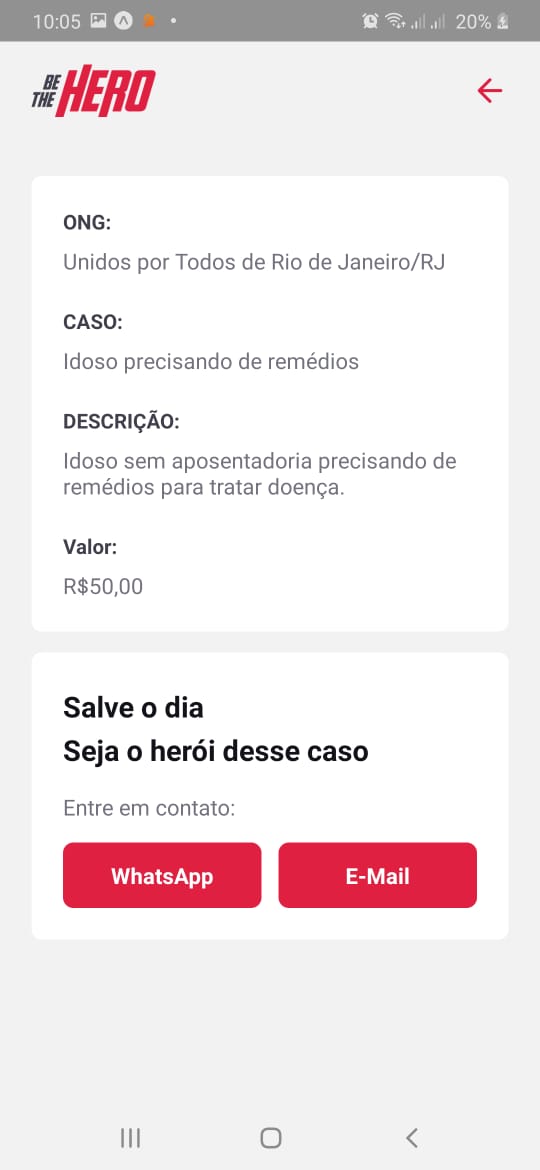 10:05
20%
BE
THE HERO
ONG:
Unidos por Todos de Rio de Janeiro/RJ
CASO:
Idoso precisando de remédios
DESCRIÇÃO:
Idoso sem aposentadoria precisando de
remédios para tratar doença.
Valor:
R$50,00
Salve o dia
Seja o herói desse caso
Entre em contato:
WhatsApp
E-Mail